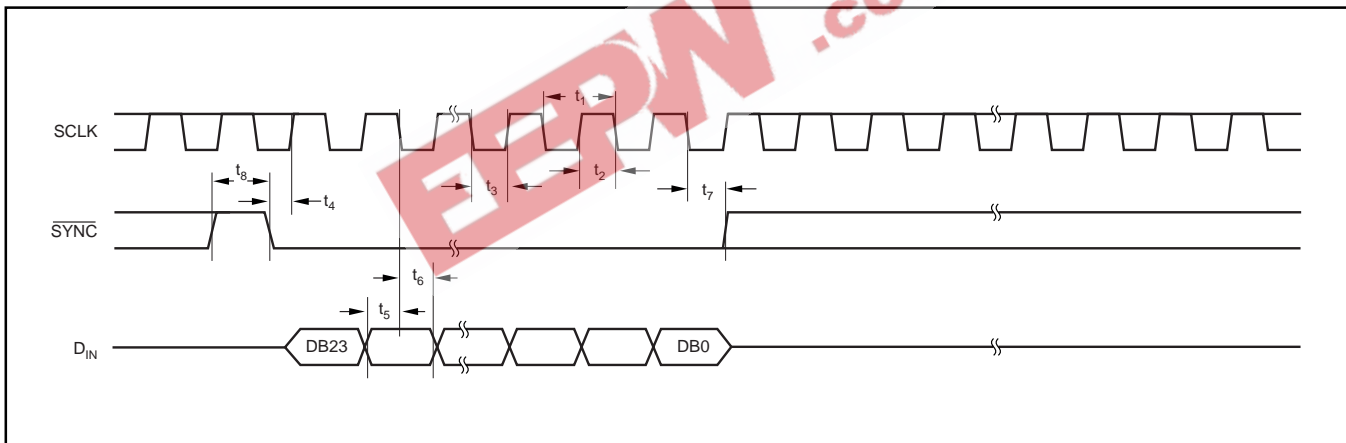 EEPW
.co
SCLK
t1
t8
t3
t2
t7
t4
SYNC
t6
t5
DIN
DB23
DB0